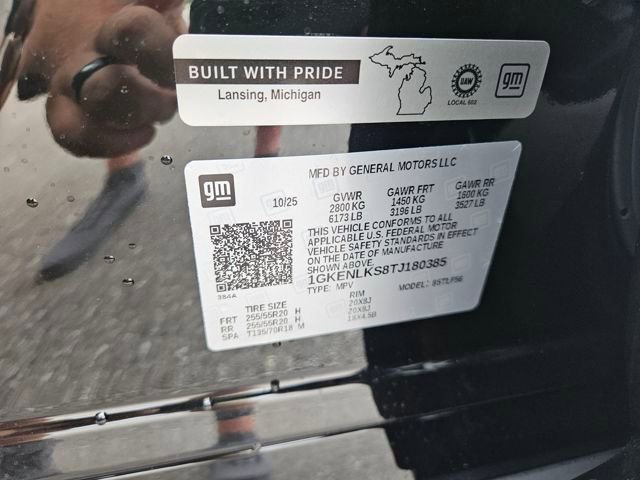 BUILT WITH PRIDE
Lansing, Michigan
UAW
LOCAL 602
gm
gm
MFD BY GENERAL MOTORS LLC
10/25
GVWR
2800 KG
6173 LB
GAWR FRT
1450 KG
3196 LB
GAWR RR
1600 KG
3527 LB
THIS VEHICLE CONFORMS TO ALL
APPLICABLE U.S. FEDERAL MOTOR
VEHICLE SAFETY STANDARDS IN EFFECT
ON THE DATE OF MANUFACTURE
SHOWN ABOVE.
1GKENLKS8TJ180385
TYPE: MPV
MODEL:
384A
TIRE SIZE
RIM
FRT 255/55R20 H 20X8J
RR 255/55R20 H 20X8J
SPA T135/70R18 M 18X4.5B